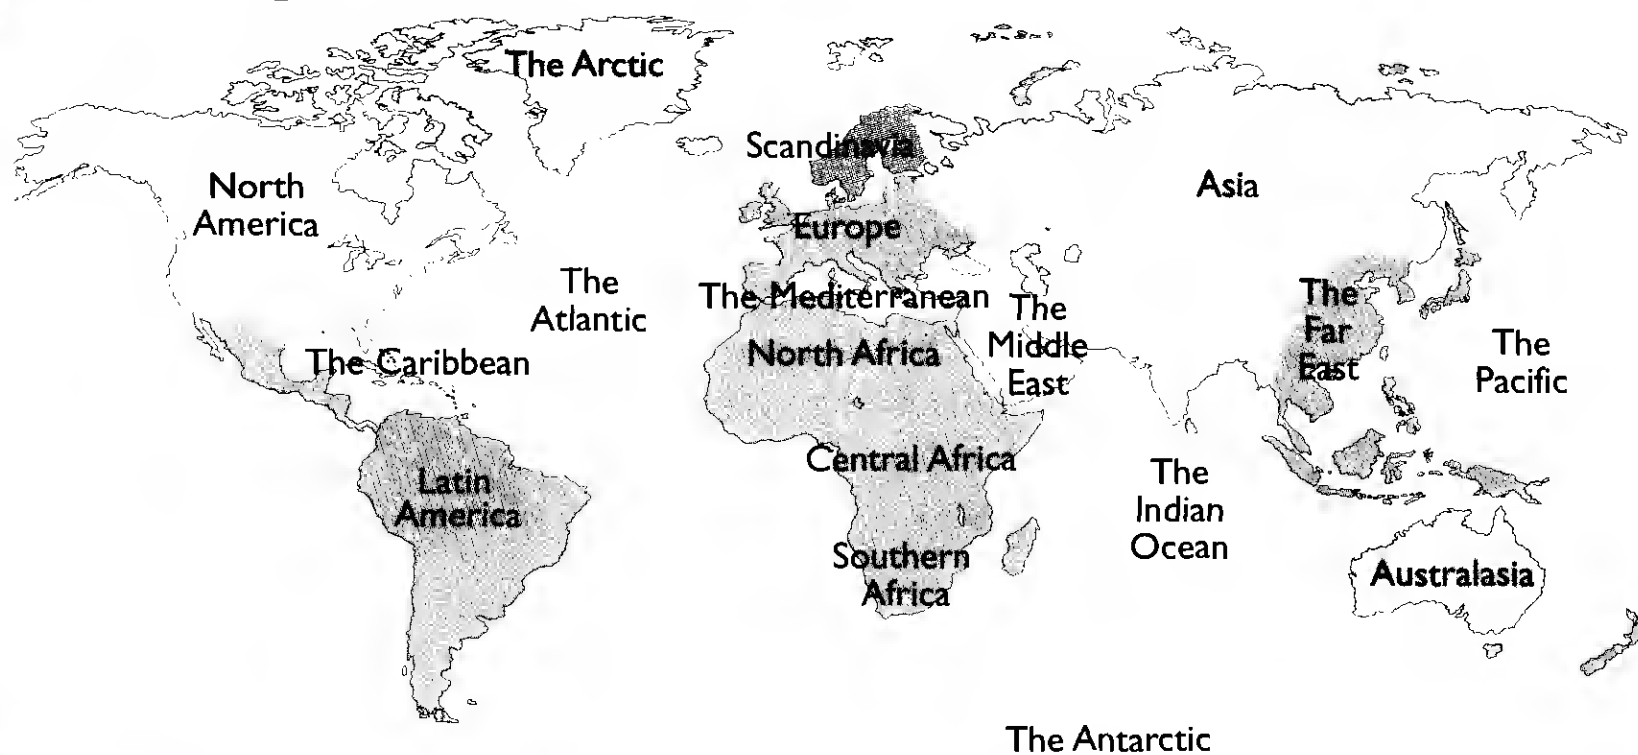 The Arctic
Scandinavia
North
America
Asia
Europe
The
Atlantic
The Mediterranean
The
Middle
East
The
Far
East
The
Pacific
The Caribbean
North Africa
Central Africa
Latin
America
The
Indian
Ocean
Southern
Africa
Australasia
The Antarctic